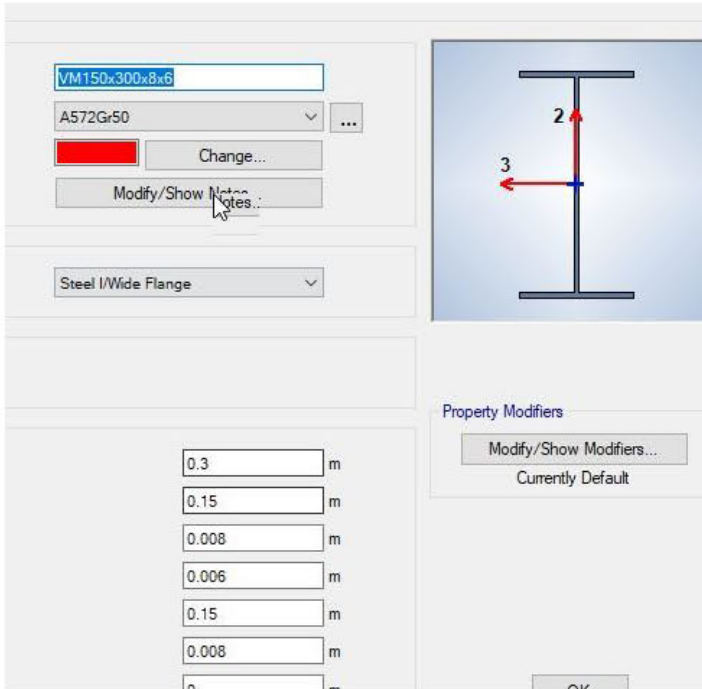 VM150x300x8x6
A572Gr50
...
Change...
Modify/Show Notes...
Steel I/Wide Flange
2
3
Property Modifiers
Modify/Show Modifiers...
Currently Default
0.3 m
0.15 m
0.008 m
0.006 m
0.15 m
0.008 m